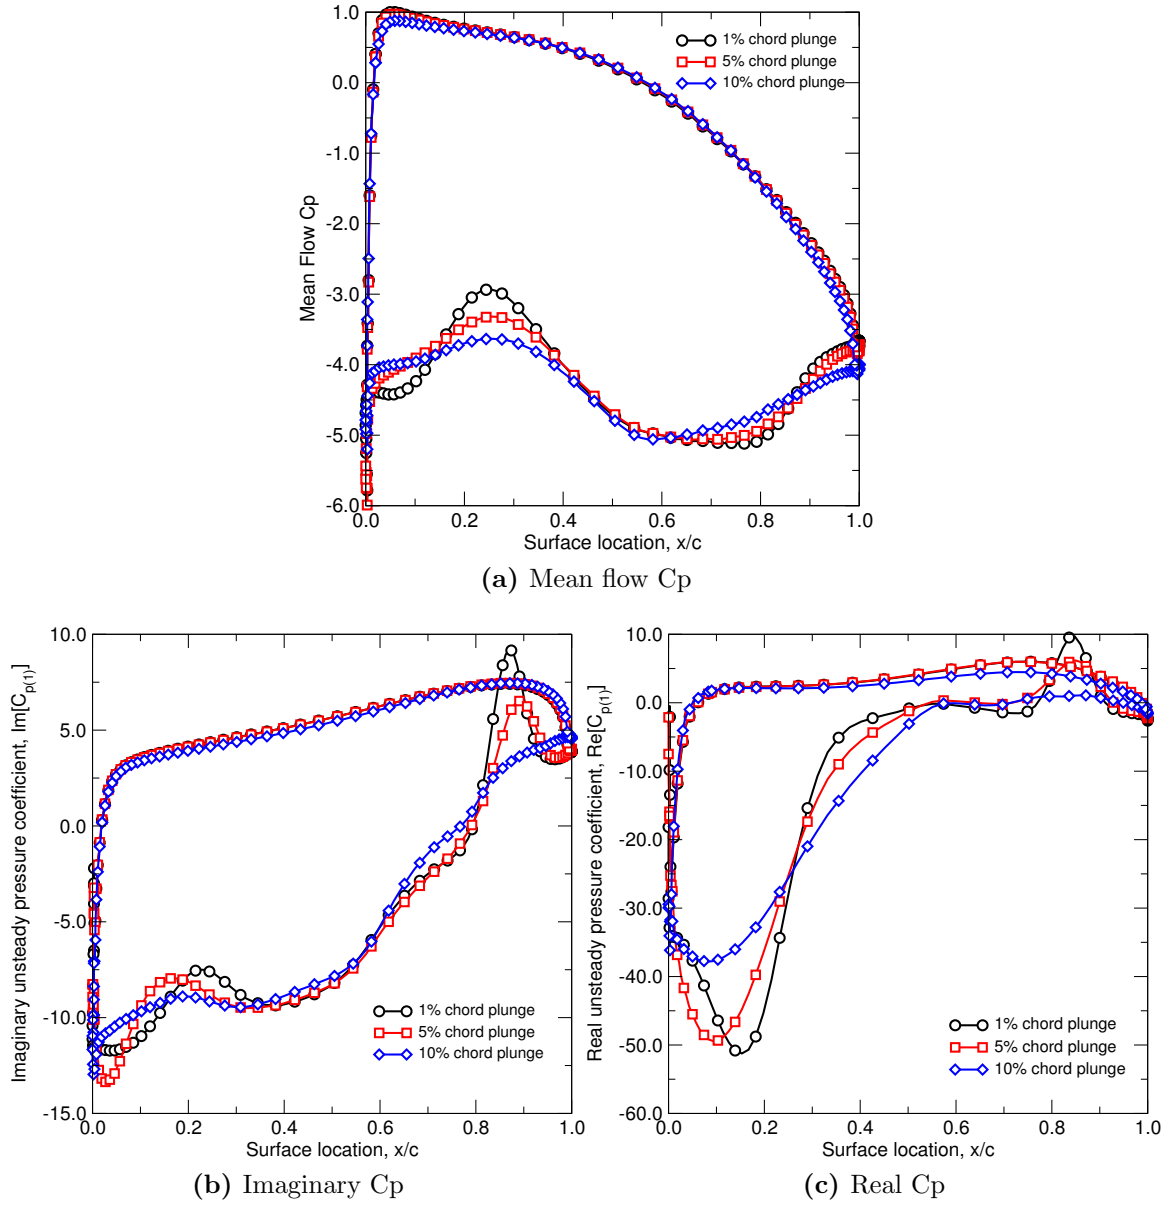 1.0
0.0
-1.0
-2.0
-3.0
-4.0
-5.0
-6.0
Mean Flow Cp
1% chord plunge
5% chord plunge
10% chord plunge
0.0 0.2 0.4 0.6 0.8 1.0
Surface location, x/c
(a) Mean flow Cp
10.0
5.0
0.0
-5.0
-10.0
-15.0
Imaginary unsteady pressure coefficient, Im[Cp(1)]
1% chord plunge
5% chord plunge
10% chord plunge
0.0 0.2 0.4 0.6 0.8 1.0
Surface location, x/c
(b) Imaginary Cp
10.0
0.0
-10.0
-20.0
-30.0
-40.0
-50.0
-60.0
Real unsteady pressure coefficient, Re[Cp(1)]
1% chord plunge
5% chord plunge
10% chord plunge
0.0 0.2 0.4 0.6 0.8 1.0
Surface location, x/c
(c) Real Cp